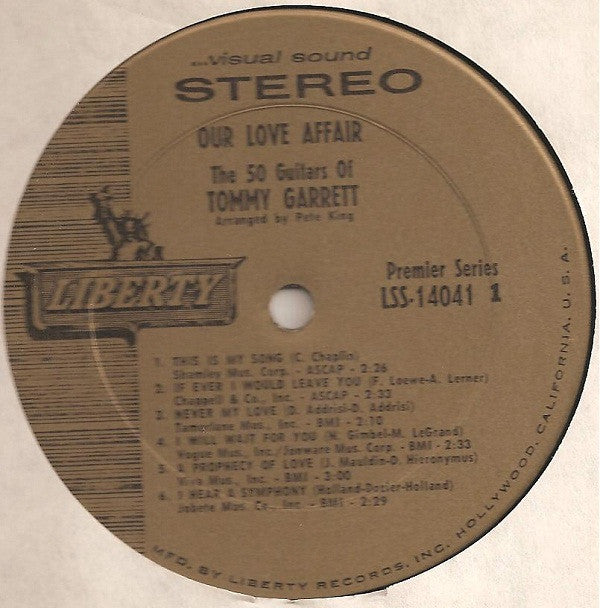 ...visual sound
STEREO
OUR LOVE AFFAIR
The 50 Guitars Of
TOMMY GARRETT
Arranged by Pete King
LIBERTY
Premier Series
LSS-14041 1
1. THIS IS MY SONG (C. Chaplin)
Shamley Mus. Corp. - ASCAP - 2:26
2. IF EVER I WOULD LEAVE YOU (F. Loewe-A. Lerner)
Chappell & Co., Inc. - ASCAP - 2:33
3. NEVER MY LOVE (D. Addrisi-D. Addrisi)
Tamerlane Mus., Inc. - BMI - 2:10
4. I WILL WAIT FOR YOU (N. Gimbel-M. LeGrand)
Vogue Mus., Inc./Jonware Mus. Corp. - BMI - 2:33
5. A PROPHECY OF LOVE (J. Mauldin-D. Hieronymus)
Viva Mus., Inc. - BMI - 3:00
6. I HEAR A SYMPHONY (Holland-Dozier-Holland)
Jobete Mus. Co., Inc. - BMI - 2:29
MFD. BY LIBERTY RECORDS, INC. HOLLYWOOD, CALIFORNIA, U.S.A.